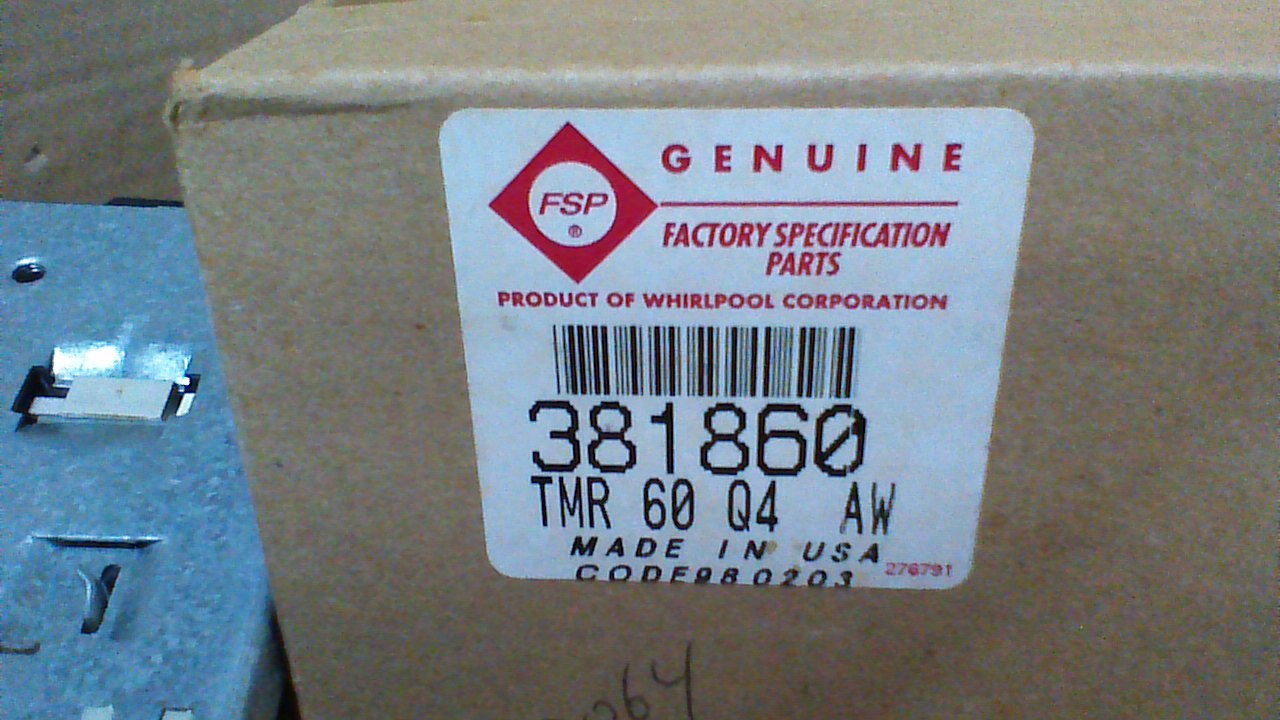 GENUINE
FSP
®
FACTORY SPECIFICATION
PARTS
PRODUCT OF WHIRLPOOL CORPORATION
381860
TMR 60 Q4 AW
MADE IN USA
CODE980203
276791